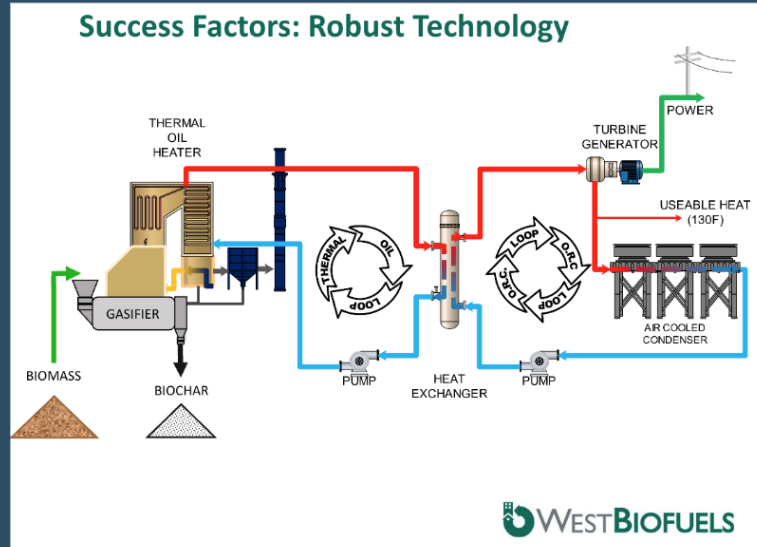 Success Factors: Robust Technology
THERMAL
OIL
HEATER
POWER
TURBINE
GENERATOR
USEABLE HEAT
(130F)
THERMAL
OIL
LOOP
LOOP
O.R.C
LOOP
O.R.C.
GASIFIER
AIR COOLED
CONDENSER
BIOMASS
BIOCHAR
PUMP
HEAT
EXCHANGER
PUMP
WESTBIOFUELS